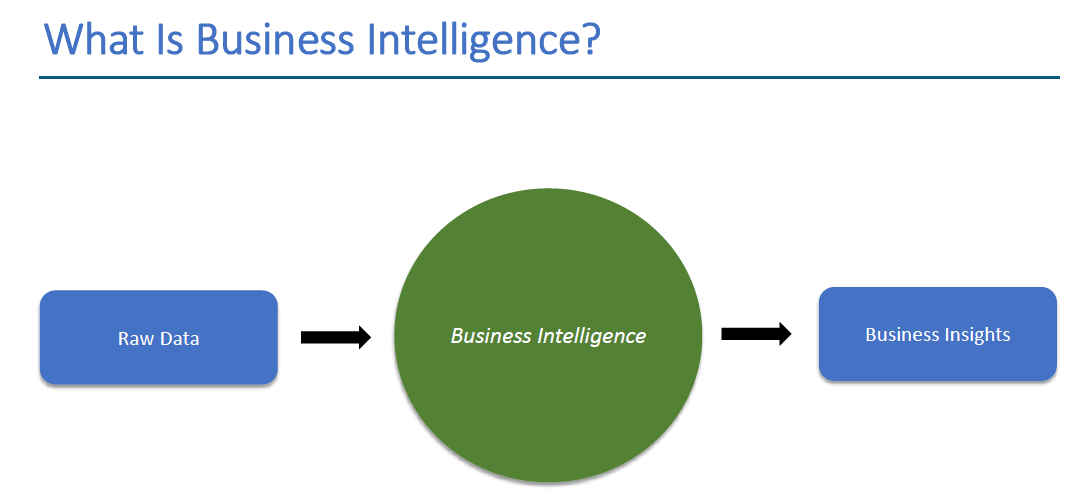 What Is Business Intelligence?
Raw Data
Business Intelligence
Business Insights